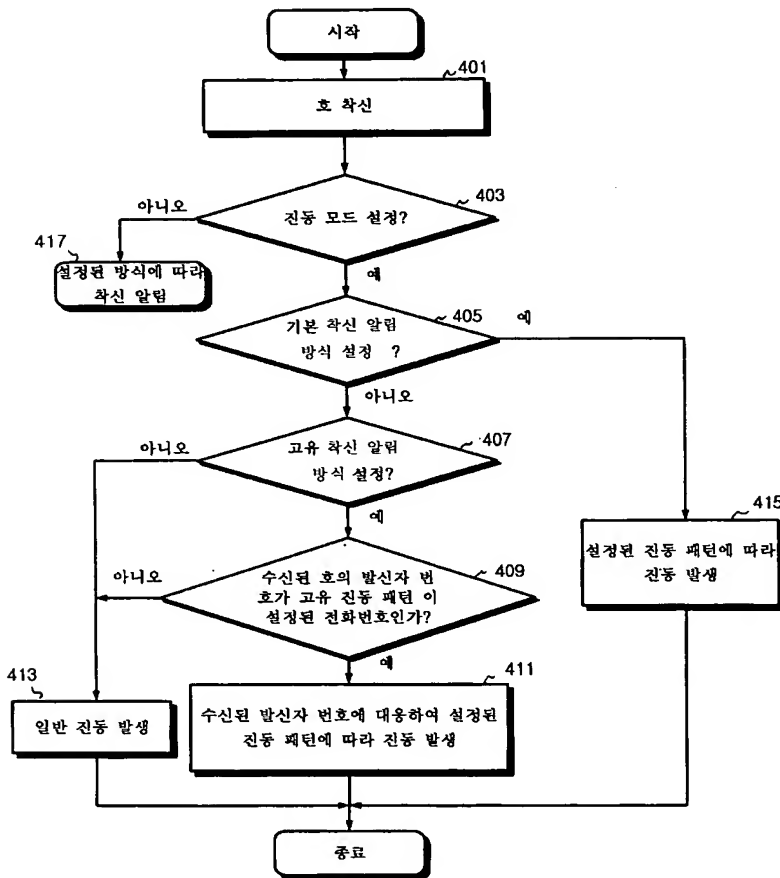 시작
401
호 착신
403
진동 모드 설정?
아니오
417
설정된 방식에 따라
착신 알림
예
405
기본 착신 알림
방식 설정 ?
예
아니오
407
고유 착신 알림
방식 설정?
아니오
예
415
설정된 진동 패턴에 따라
진동 발생
409
수신된 호의 발신자 번
호가 고유 진동 패턴 이
설정된 전화번호인가?
아니오
예
413
일반 진동 발생
411
수신된 발신자 번호에 대응하여 설정된
진동 패턴에 따라 진동 발생
종료